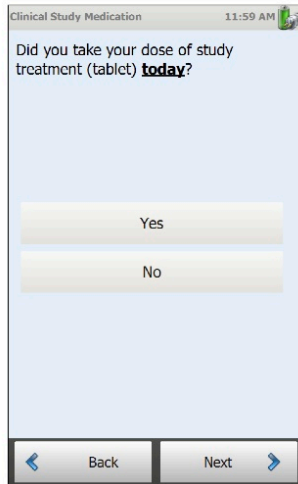 Clinical Study Medication 11:59 AM
Did you take your dose of study
treatment (tablet) today?
Yes
No
Back Next